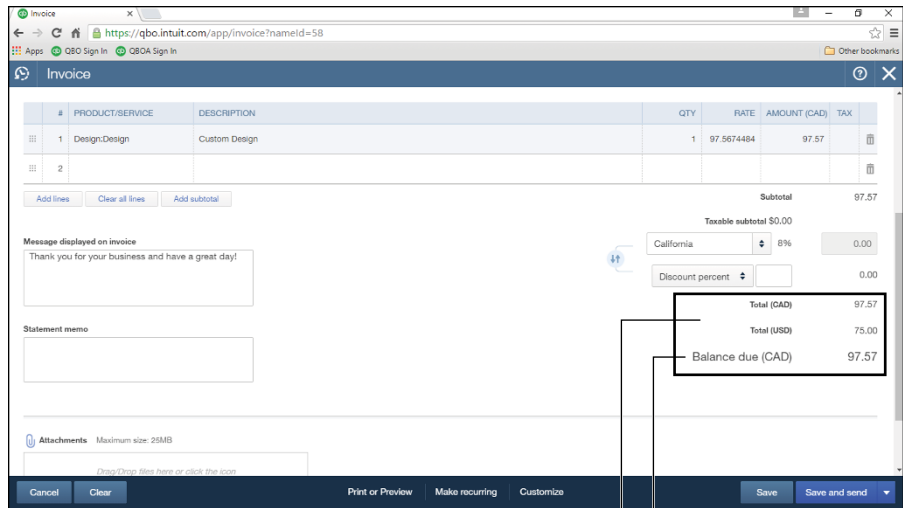 Invoice
https://qbo.intuit.com/app/invoice?nameId=58
Apps QBO Sign In QBOA Sign In Other bookmarks
Invoice
# PRODUCT/SERVICE DESCRIPTION QTY RATE AMOUNT (CAD) TAX
1 Design:Design Custom Design 1 97.5674484 97.57
2
Add lines Clear all lines Add subtotal Subtotal 97.57
Taxable subtotal $0.00
Message displayed on invoice
Thank you for your business and have a great day!
California 8% 0.00
Discount percent 0.00
Total (CAD) 97.57
Statement memo Total (USD) 75.00
Balance due (CAD) 97.57
Attachments Maximum size: 25MB
Drag/Drop files here or click the icon
Cancel Clear Print or Preview Make recurring Customize Save Save and send